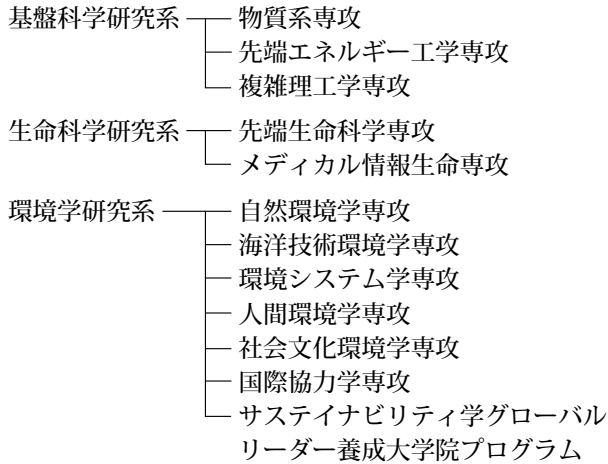 基盤科学研究系 物質系専攻
先端エネルギー工学専攻
複雑理工学専攻
生命科学研究系 先端生命科学専攻
メディカル情報生命専攻
環境学研究系 自然環境学専攻
海洋技術環境学専攻
環境システム学専攻
人間環境学専攻
社会文化環境学専攻
国際協力学専攻
サステイナビリティ学グローバル
リーダー養成大学院プログラム